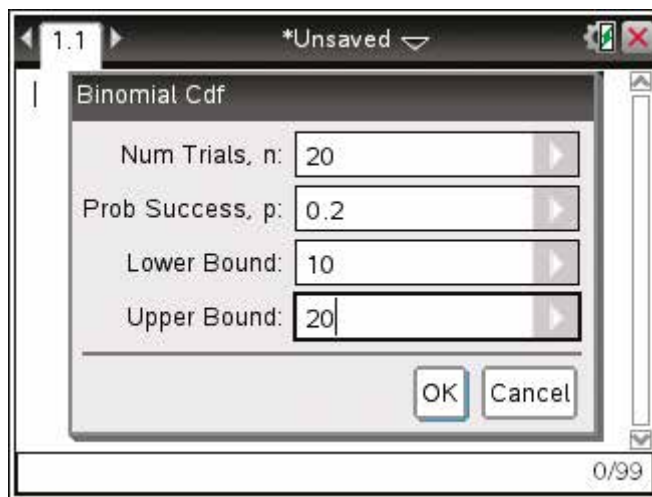 1.1 *Unsaved
Binomial Cdf
Num Trials, n: 20
Prob Success, p: 0.2
Lower Bound: 10
Upper Bound: 20
OK Cancel
0/99